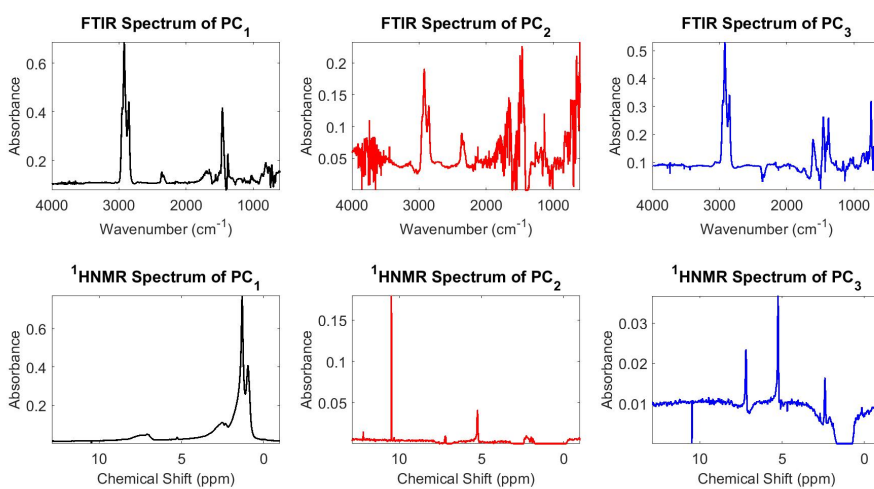 FTIR Spectrum of PC1
FTIR Spectrum of PC2
FTIR Spectrum of PC3
Absorbance
0.6
0.4
0.2
4000 3000 2000 1000
Wavenumber (cm-1)
Absorbance
0.2
0.15
0.1
0.05
4000 3000 2000 1000
Wavenumber (cm-1)
Absorbance
0.5
0.4
0.3
0.2
0.1
4000 3000 2000 1000
Wavenumber (cm-1)
1HNMR Spectrum of PC1
1HNMR Spectrum of PC2
1HNMR Spectrum of PC3
Absorbance
0.6
0.4
0.2
10 5 0
Chemical Shift (ppm)
Absorbance
0.15
0.1
0.05
10 5 0
Chemical Shift (ppm)
Absorbance
0.03
0.02
0.01
10 5 0
Chemical Shift (ppm)